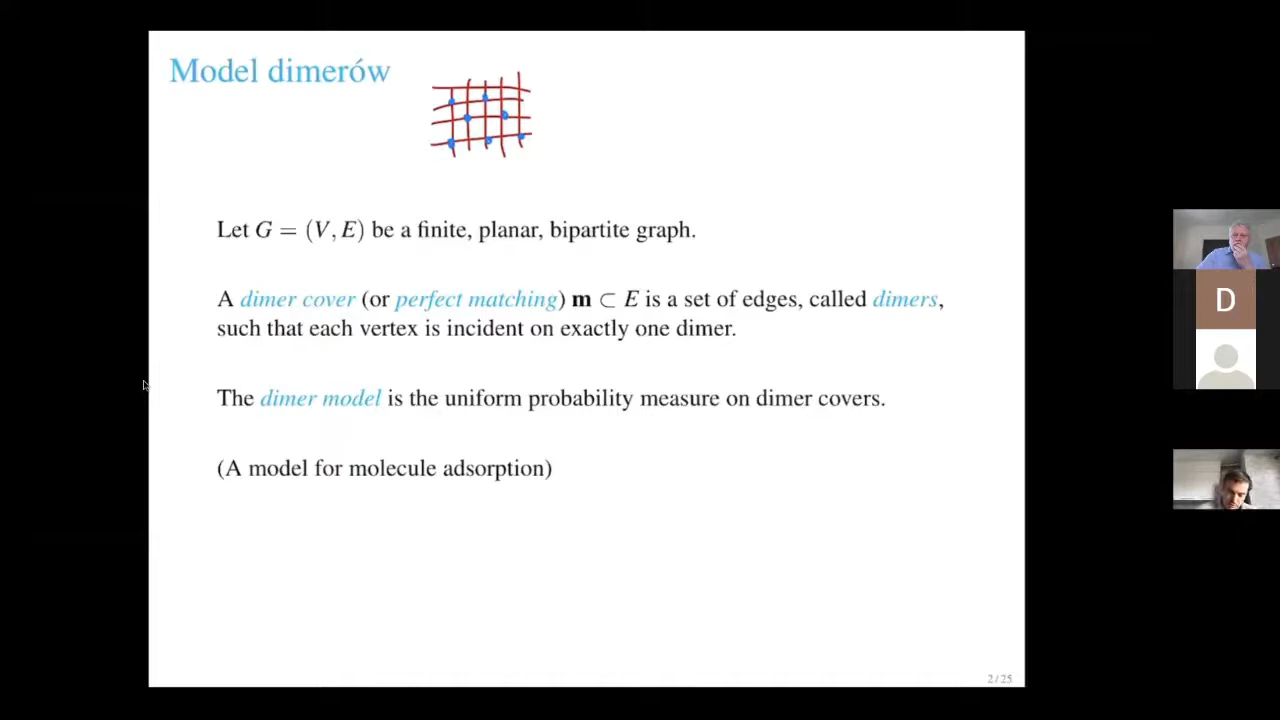 Model dimerów
Let G = (V, E) be a finite, planar, bipartite graph.
A dimer cover (or perfect matching) m ⊂ E is a set of edges, called dimers,
such that each vertex is incident on exactly one dimer.
The dimer model is the uniform probability measure on dimer covers.
(A model for molecule adsorption)
2 / 25
D